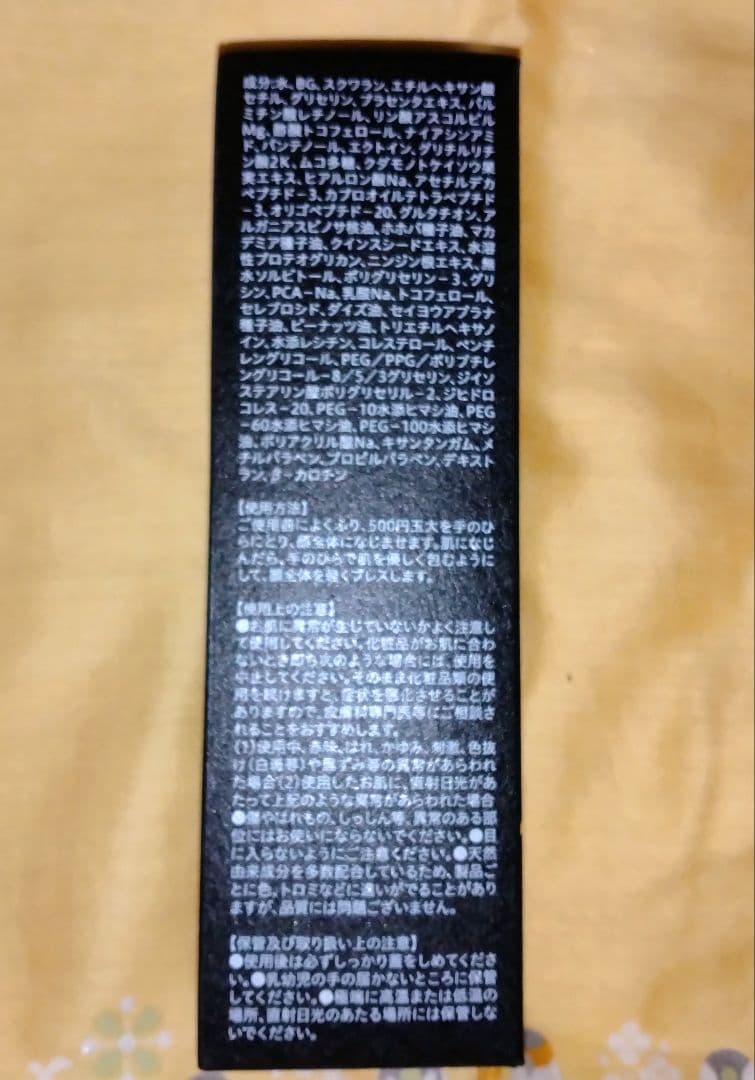 成分:水、BG、スクワラン、エチルヘキサン酸
セチル、グリセリン、プラセンタエキス、パル
ミチン酸レチノール、リン酸アスコルビル
Mg、酢酸トコフェロール、ナイアシンアミ
ド、パンテノール、エクトイン、グリチルリチ
ン酸2K、ムコ多糖、クダモノトケイソウ果
実エキス、ヒアルロン酸Na、アセチルデカ
ペプチド-3、カプロオイルテトラペプチド
-3、オリゴペプチド-20、グルタチオン、ア
ルガニアスピノサ核油、ホホバ種子油、マカ
デミア種子油、クインスシードエキス、水溶
性プロテオグリカン、ニンジン根エキス、
水ソルビトール、ポリグリセリン-3、グリ
シン、PCA-Na、乳酸Na、トコフェロール、
セレブロシド、ダイズ油、セイヨウアブラナ
種子油、ピーナッツ油、トリエチルヘキサノ
イン、水添レシチン、コレステロール、ペンチ
レングリコール、PEG/PPG/ポリブチレ
ングリコール-8/5/3グリセリン、ジイソ
ステアリン酸ポリグリセリル-2、ジヒドロ
コレス-20、PEG-10水添ヒマシ油、PEG
-60水添ヒマシ油、PEG-100水添ヒマシ
油、ポリアクリル酸Na、キサンタンガム、メ
チルパラベン、プロピルパラベン、デキスト
ラン、β-カロチン
【使用方法】
ご使用前によくふり、500円玉大を手のひ
らにとり、顔全体になじませます。肌になじ
んだら、手のひらで肌を優しく包むように
して、顔全体を軽くプレスします。
【使用上の注意】
●お肌に異常が生じていないかよく注意し
て使用してください。化粧品がお肌に合わ
ないとき即ち次のような場合には、使用を
中止してください。そのまま化粧品類の使
用を続けますと、症状を悪化させることが
ありますので、皮膚科専門医等にご相談さ
れることをおすすめします。
(1)使用中、赤味、はれ、かゆみ、刺激、色抜
け(白斑等)や黒ずみ等の異常があらわれ
た場合(2)使用したお肌に、直射日光があ
たって上記のような異常があらわれた場合
●傷やはれもの、しっしん等、異常のある部
位にはお使いにならないでください。●目
に入らないようにご注意ください。●天然
由来成分を多数配合しているため、製品ご
とに色、トロミなどに違いがでることがあり
ますが、品質には問題ございません。
【保管及び取り扱い上の注意】
●使用後は必ずしっかり蓋をしめてくださ
い。●乳幼児の手の届かないところに保管
してください。●極端に高温または低温の
場所、直射日光のあたる場所には保管しな
いでください。